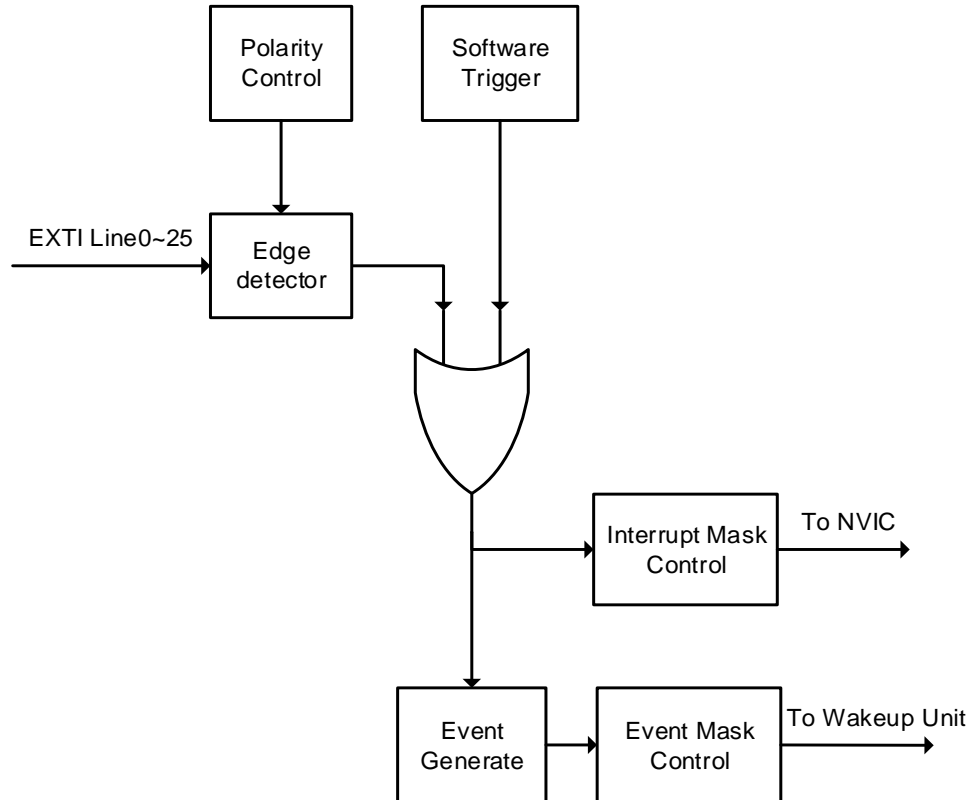 Polarity
Control
Software
Trigger
EXTI Line0~25
Edge
detector
Interrupt Mask
Control
To NVIC
Event
Generate
Event Mask
Control
To Wakeup Unit